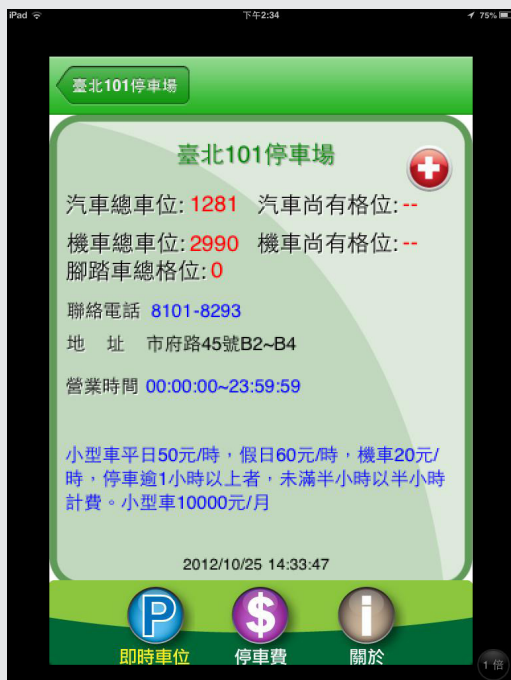 iPad 下午2:34 75%
臺北101停車場
臺北101停車場
汽車總車位: 1281 汽車尚有格位: --
機車總車位: 2990 機車尚有格位: --
腳踏車總格位: 0
聯絡電話 8101-8293
地 址 市府路45號B2~B4
營業時間 00:00:00~23:59:59
小型車平日50元/時，假日60元/時，機車20元/
時，停車逾1小時以上者，未滿半小時以半小時
計費。小型車10000元/月
2012/10/25 14:33:47
P $ i
即時車位 停車費 關於
1 倍